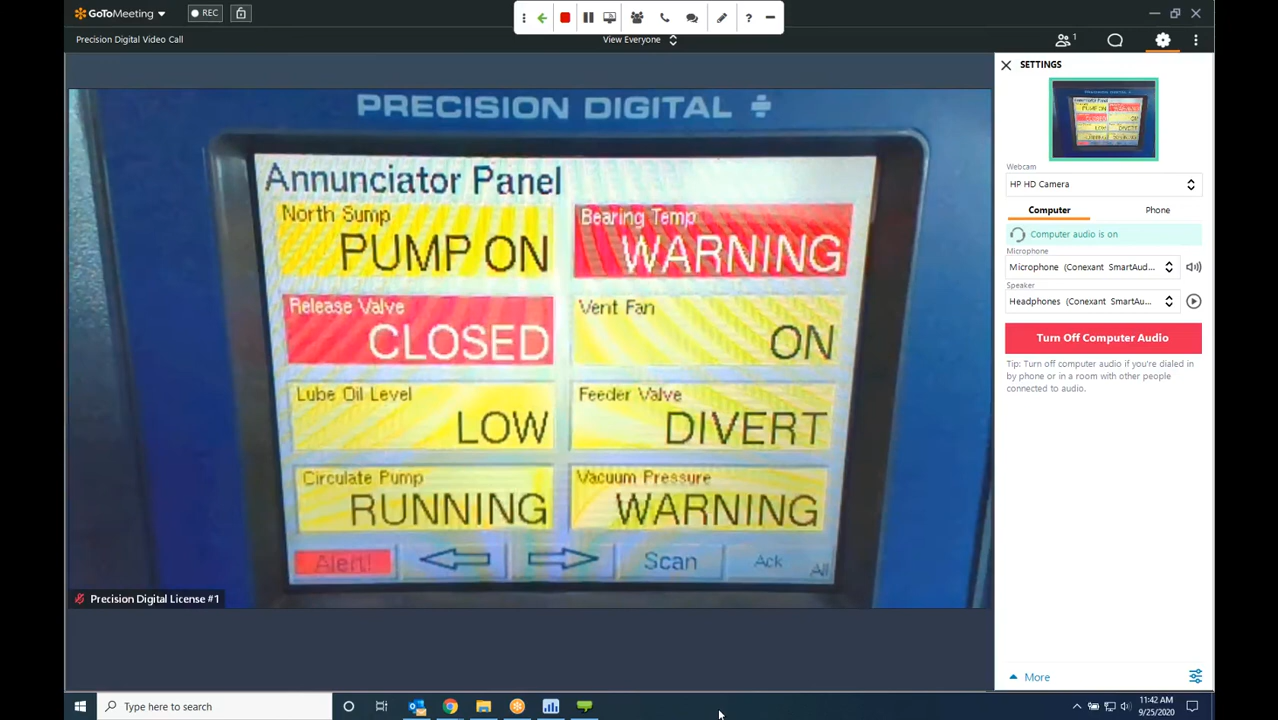 GoToMeeting
REC
Precision Digital Video Call
View Everyone
1
SETTINGS
PRECISION DIGITAL
Annunciator Panel
North Sump
PUMP ON
Bearing Temp
WARNING
Release Valve
CLOSED
Vent Fan
ON
Lube Oil Level
LOW
Feeder Valve
DIVERT
Circulate Pump
RUNNING
Vacuum Pressure
WARNING
Alert!
Scan
Ack
All
Precision Digital License #1
Webcam
HP HD Camera
Computer
Phone
Computer audio is on
Microphone
Microphone (Conexant SmartAud...
Speaker
Headphones (Conexant SmartAu...
Turn Off Computer Audio
Tip: Turn off computer audio if you're dialed in
by phone or in a room with other people
connected to audio.
More
Type here to search
11:42 AM
9/25/2020